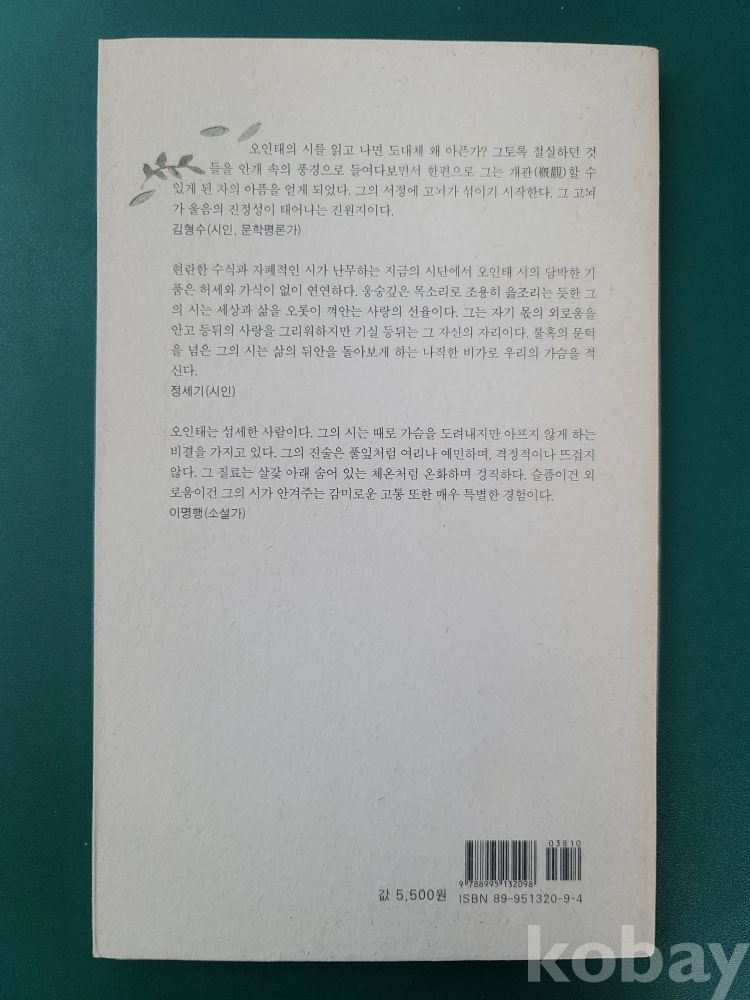 오인태의 시를 읽고 나면 도대체 왜 아픈가? 그토록 절실하던 것
들을 안개 속의 풍경으로 들여다보면서 한편으로 그는 개관(槪觀)할 수
있게 된 자의 아픔을 얻게 되었다. 그의 서정에 고뇌가 섞이기 시작한다. 그 고뇌
가 울음의 진정성이 태어나는 진원지이다.
김형수(시인, 문학평론가)
현란한 수식과 자폐적인 시가 난무하는 지금의 시단에서 오인태 시의 담박한 기
품은 허세와 가식이 없이 연연하다. 웅숭깊은 목소리로 조용히 읊조리는 듯한 그
의 시는 세상과 삶을 오롯이 껴안는 사랑의 선율이다. 그는 자기 몫의 외로움을
안고 등뒤의 사랑을 그리워하지만 기실 등뒤는 그 자신의 자리이다. 불혹의 문턱
을 넘은 그의 시는 삶의 뒤안을 돌아보게 하는 나직한 비가로 우리의 가슴을 적
신다.
정세기(시인)
오인태는 섬세한 사람이다. 그의 시는 때로 가슴을 도려내지만 아프지 않게 하는
비결을 가지고 있다. 그의 진술은 풀잎처럼 여리나 예민하며, 격정적이나 뜨겁지
않다. 그 질료는 살갗 아래 숨어 있는 체온처럼 온화하며 겅직하다. 슬픔이건 외
로움이건 그의 시가 안겨주는 감미로운 고통 또한 매우 특별한 경험이다.
이명행(소설가)
03810
9 788995 132098
값 5,500원 ISBN 89-951320-9-4
kobay